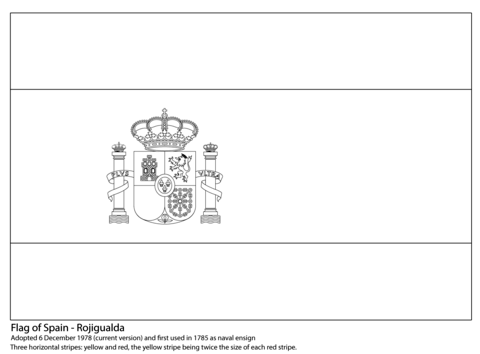 PLVS VLTRA
Flag of Spain - Rojigualda
Adopted 6 December 1978 (current version) and first used in 1785 as naval ensign
Three horizontal stripes: yellow and red, the yellow stripe being twice the size of each red stripe.